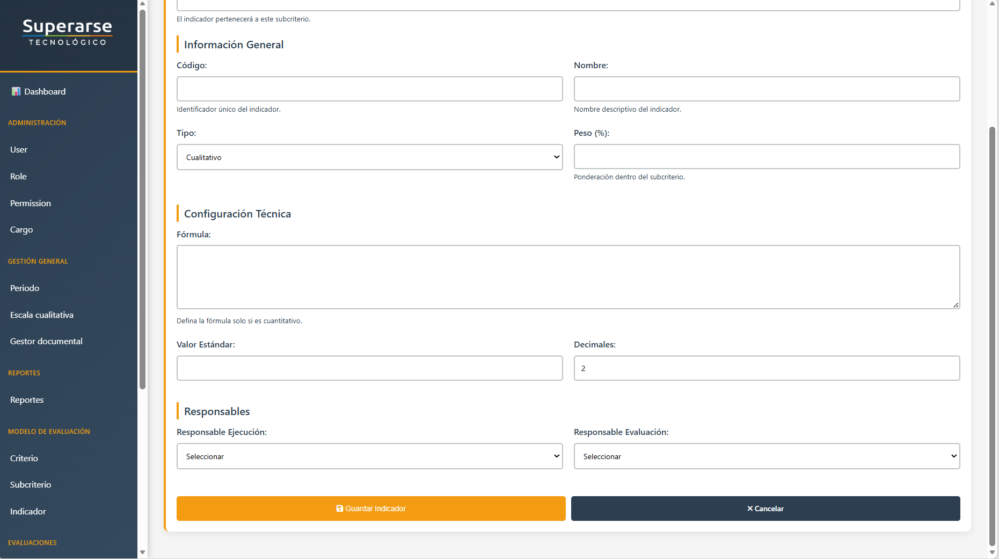 Superarse
TECNOLÓGICO
Dashboard
ADMINISTRACIÓN
User
Role
Permission
Cargo
GESTIÓN GENERAL
Periodo
Escala cualitativa
Gestor documental
REPORTES
Reportes
MODELO DE EVALUACIÓN
Criterio
Subcriterio
Indicador
EVALUACIONES
El indicador pertenecerá a este subcriterio.
Información General
Código:
Nombre:
Identificador único del indicador.
Nombre descriptivo del indicador.
Tipo:
Peso (%):
Cualitativo
Ponderación dentro del subcriterio.
Configuración Técnica
Fórmula:
Defina la fórmula solo si es cuantitativo.
Valor Estándar:
Decimales:
2
Responsables
Responsable Ejecución:
Responsable Evaluación:
Seleccionar
Seleccionar
Guardar Indicador
Cancelar